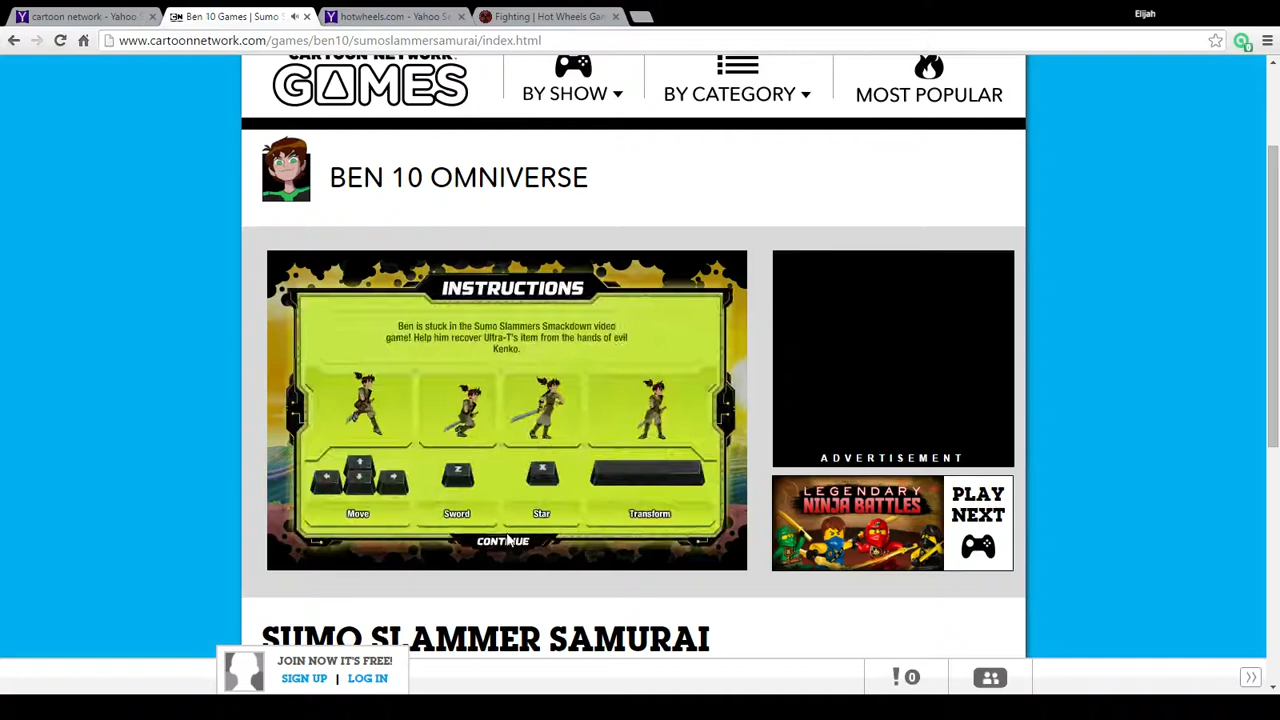 cartoon network - Yahoo S
Ben 10 Games | Sumo S
hotwheels.com - Yahoo Se
Fighting | Hot Wheels Gam
Elijah
www.cartoonnetwork.com/games/ben10/sumoslammersamurai/index.html
CARTOON NETWORK
GAMES
BY SHOW
BY CATEGORY
MOST POPULAR
BEN 10 OMNIVERSE
INSTRUCTIONS
Ben is stuck in the Sumo Slammers Smackdown video
game! Help him recover Ultra-T's item from the hands of evil
Kenko.
Z
X
Move
Sword
Star
Transform
CONTINUE
ADVERTISEMENT
LEGENDARY
NINJA BATTLES
PLAY
NEXT
SUMO SLAMMER SAMURAI
JOIN NOW IT'S FREE!
SIGN UP | LOG IN
! 0